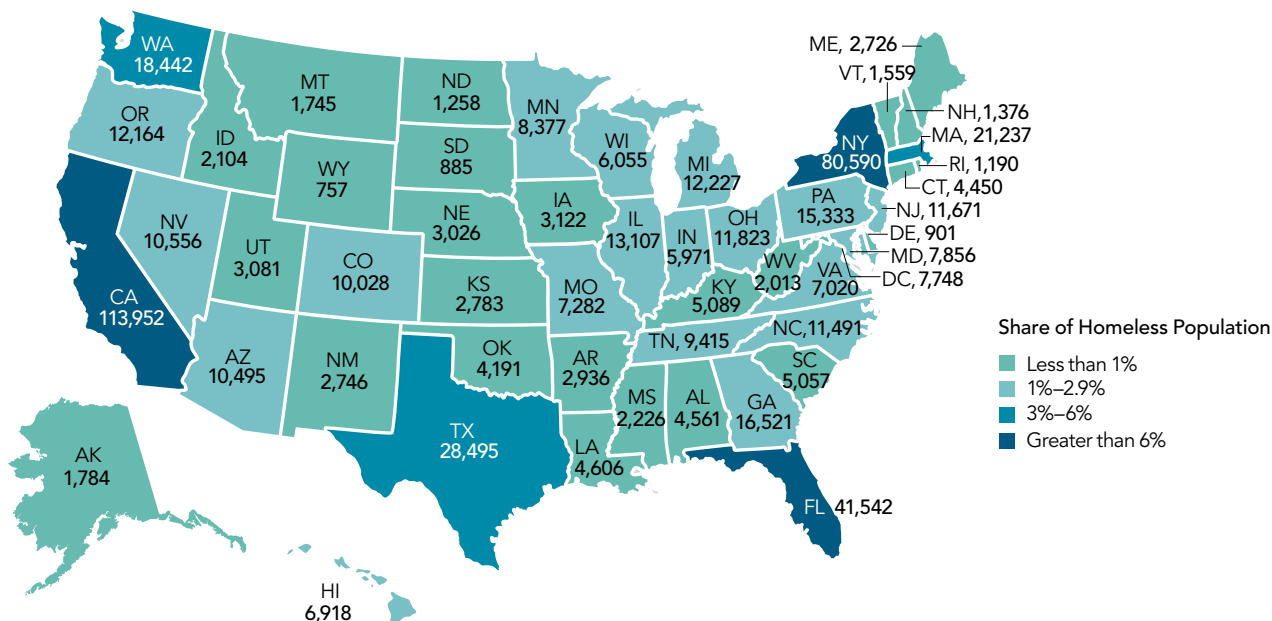 WA
18,442
OR
12,164
CA
113,952
ID
2,104
NV
10,556
MT
1,745
WY
757
UT
3,081
AZ
10,495
CO
10,028
NM
2,746
ND
1,258
SD
885
NE
3,026
KS
2,783
OK
4,191
TX
28,495
MN
8,377
IA
3,122
MO
7,282
AR
2,936
LA
4,606
WI
6,055
IL
13,107
MI
12,227
IN
5,971
OH
11,823
KY
5,089
TN, 9,415
MS
2,226
AL
4,561
GA
16,521
FL 41,542
SC
5,057
NC, 11,491
VA
7,020
WV
2,013
PA
15,333
NY
80,590
ME, 2,726
VT, 1,559
NH, 1,376
MA, 21,237
RI, 1,190
CT, 4,450
NJ, 11,671
DE, 901
MD, 7,856
DC, 7,748
AK
1,784
HI
6,918
Share of Homeless Population
Less than 1%
1%–2.9%
3%–6%
Greater than 6%